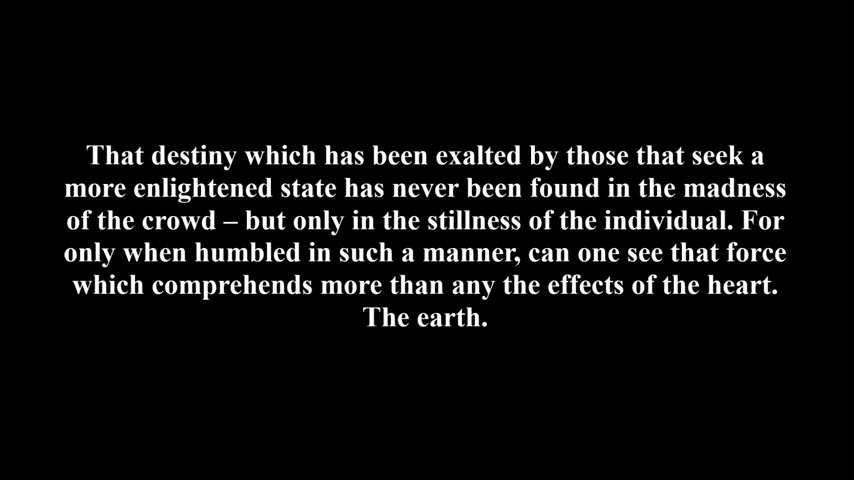 That destiny which has been exalted by those that seek a
more enlightened state has never been found in the madness
of the crowd – but only in the stillness of the individual. For
only when humbled in such a manner, can one see that force
which comprehends more than any the effects of the heart.
The earth.